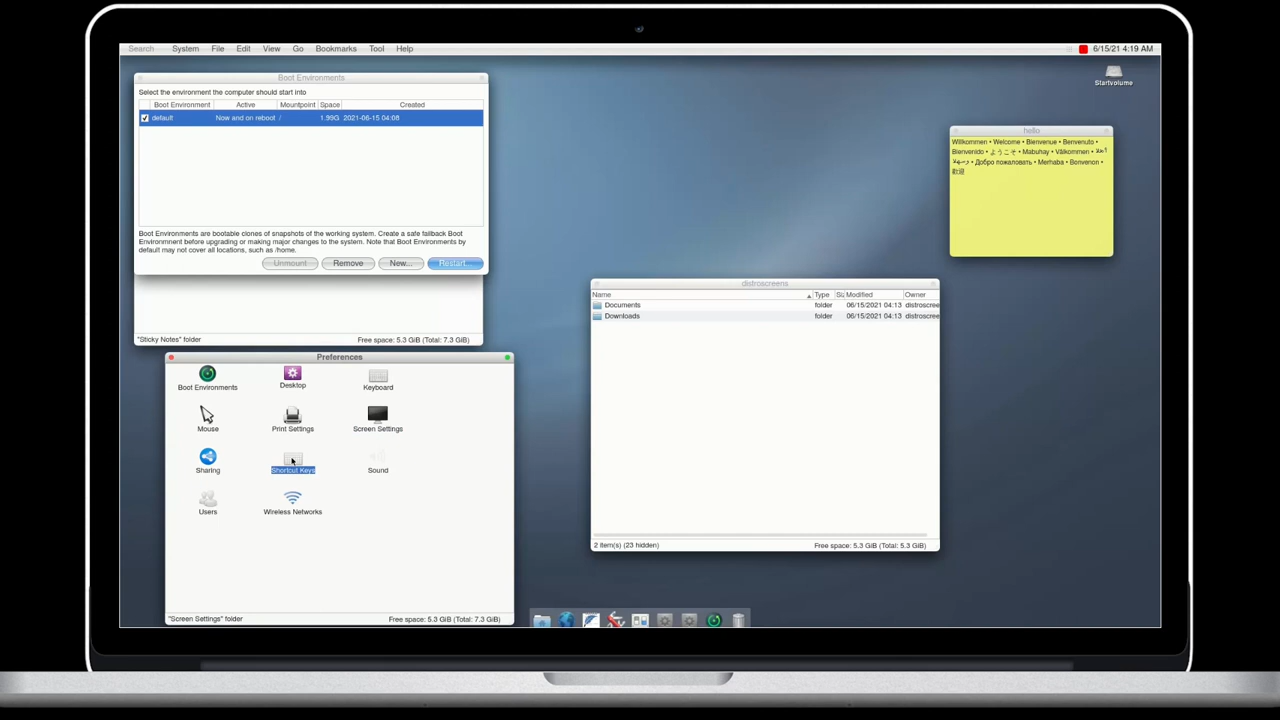 Search System File Edit View Go Bookmarks Tool Help 6/15/21 4:19 AM
Startvolume
Boot Environments
Select the environment the computer should start into
Boot Environment Active Mountpoint Space Created
default Now and on reboot / 1.99G 2021-06-15 04:08
Boot Environments are bootable clones of snapshots of the working system. Create a safe failback Boot
Environmnent before upgrading or making major changes to the system. Note that Boot Environments by
default may not cover all locations, such as /home.
Unmount Remove New... Restart...
"Sticky Notes" folder Free space: 5.3 GiB (Total: 7.3 GiB)
hello
Willkommen • Welcome • Bienvenue • Benvenuto •
Bienvenido • ようこそ • Mabuhay • Välkommen •
• Добро пожаловать • Merhaba • Bonvenon •
歡迎
distroscreens
Name Type Modified Owner
Documents folder 06/15/2021 04:13 distroscree
Downloads folder 06/15/2021 04:13 distroscree
2 item(s) (23 hidden) Free space: 5.3 GiB (Total: 5.3 GiB)
Preferences
Boot Environments Desktop Keyboard
Mouse Print Settings Screen Settings
Sharing Shortcut Keys Sound
Users Wireless Networks
"Screen Settings" folder Free space: 5.3 GiB (Total: 7.3 GiB)